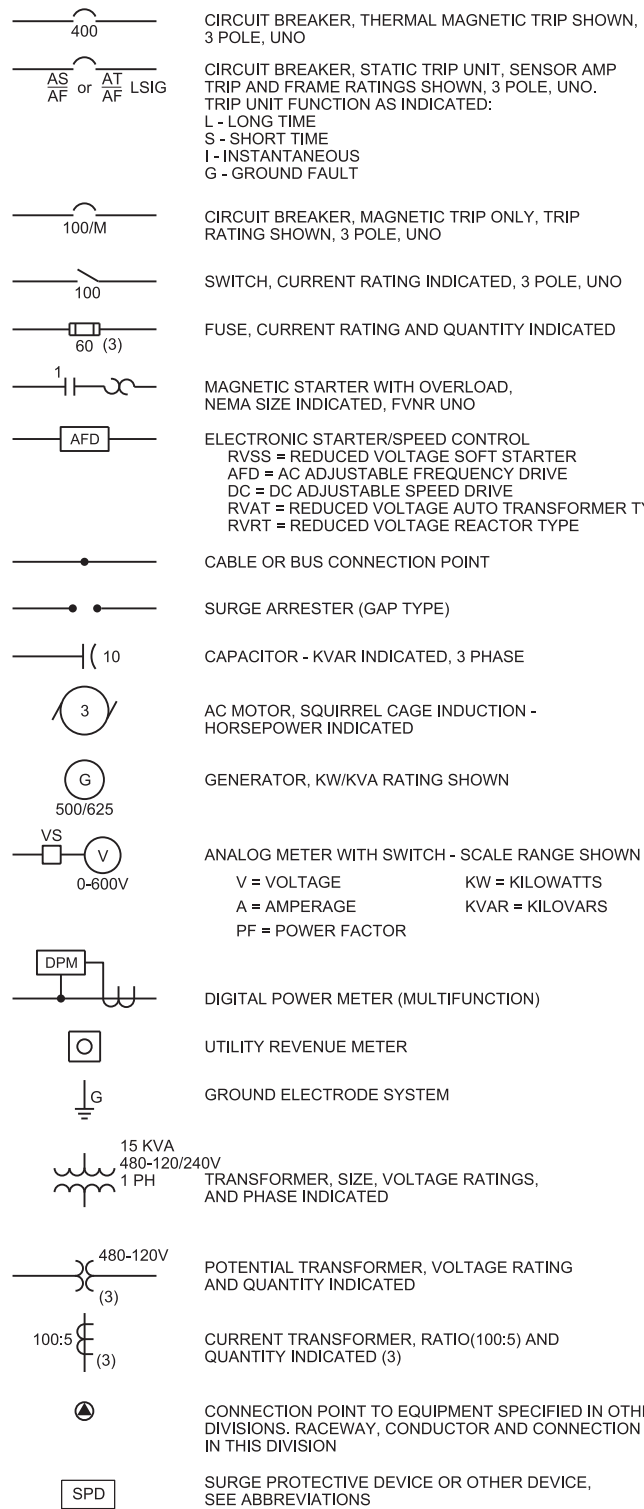 400
CIRCUIT BREAKER, THERMAL MAGNETIC TRIP SHOWN,
3 POLE, UNO
AS
AF
or
AT
AF
LSIG
CIRCUIT BREAKER, STATIC TRIP UNIT, SENSOR AMP
TRIP AND FRAME RATINGS SHOWN, 3 POLE, UNO.
TRIP UNIT FUNCTION AS INDICATED:
L - LONG TIME
S - SHORT TIME
I - INSTANTANEOUS
G - GROUND FAULT
100/M
CIRCUIT BREAKER, MAGNETIC TRIP ONLY, TRIP
RATING SHOWN, 3 POLE, UNO
100
SWITCH, CURRENT RATING INDICATED, 3 POLE, UNO
60 (3)
FUSE, CURRENT RATING AND QUANTITY INDICATED
1
MAGNETIC STARTER WITH OVERLOAD,
NEMA SIZE INDICATED, FVNR UNO
AFD
ELECTRONIC STARTER/SPEED CONTROL
RVSS = REDUCED VOLTAGE SOFT STARTER
AFD = AC ADJUSTABLE FREQUENCY DRIVE
DC = DC ADJUSTABLE SPEED DRIVE
RVAT = REDUCED VOLTAGE AUTO TRANSFORMER
RVRT = REDUCED VOLTAGE REACTOR TYPE
CABLE OR BUS CONNECTION POINT
SURGE ARRESTER (GAP TYPE)
10
CAPACITOR - KVAR INDICATED, 3 PHASE
3
AC MOTOR, SQUIRREL CAGE INDUCTION -
HORSEPOWER INDICATED
G
500/625
GENERATOR, KW/KVA RATING SHOWN
VS
V
0-600V
ANALOG METER WITH SWITCH - SCALE RANGE SHOWN
V = VOLTAGE KW = KILOWATTS
A = AMPERAGE KVAR = KILOVARS
PF = POWER FACTOR
DPM
DIGITAL POWER METER (MULTIFUNCTION)
UTILITY REVENUE METER
G
GROUND ELECTRODE SYSTEM
15 KVA
480-120/240V
1 PH
TRANSFORMER, SIZE, VOLTAGE RATINGS,
AND PHASE INDICATED
480-120V
(3)
POTENTIAL TRANSFORMER, VOLTAGE RATING
AND QUANTITY INDICATED
100:5
(3)
CURRENT TRANSFORMER, RATIO(100:5) AND
QUANTITY INDICATED (3)
CONNECTION POINT TO EQUIPMENT SPECIFIED IN
DIVISIONS. RACEWAY, CONDUCTOR AND CONNECTION
IN THIS DIVISION
SPD
SURGE PROTECTIVE DEVICE OR OTHER DEVICE,
SEE ABBREVIATIONS